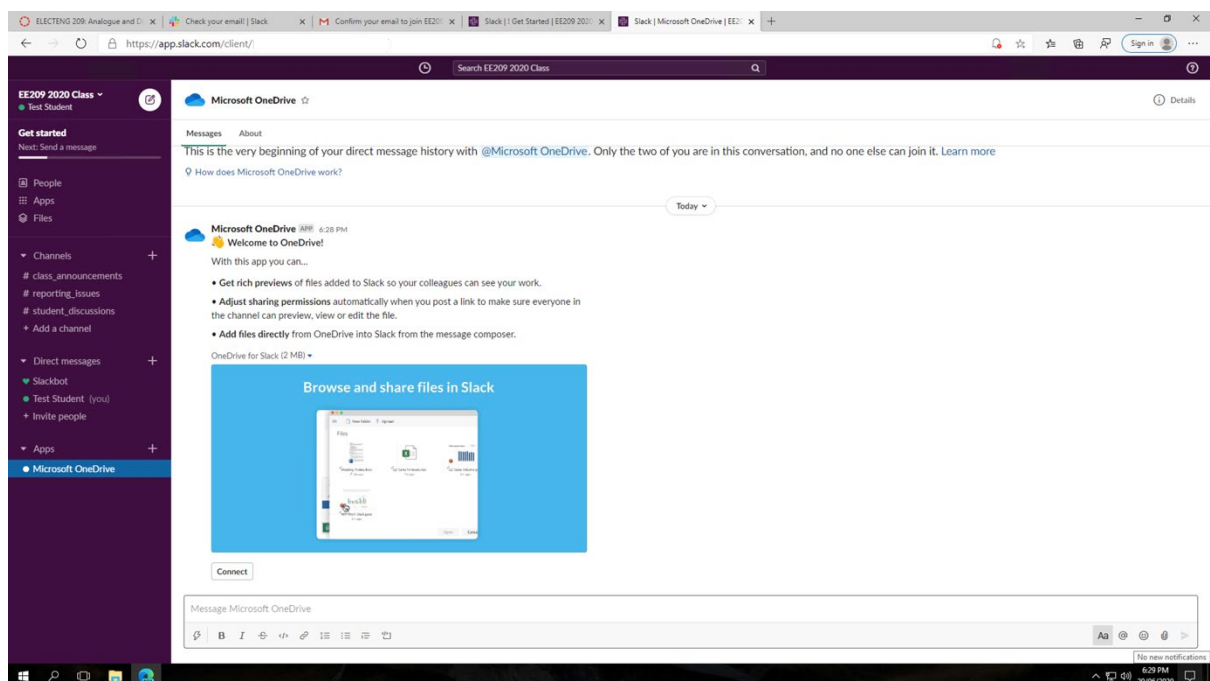 ELECTENG 209: Analogue and Di
Check your email! | Slack
Confirm your email to join EE20
Slack | ! Get Started | EE209 2020
Slack | Microsoft OneDrive | EE2
https://app.slack.com/client/
Sign in
Search EE209 2020 Class
EE209 2020 Class
Test Student
Get started
Next: Send a message
People
Apps
Files
Channels
# class_announcements
# reporting_issues
# student_discussions
+ Add a channel
Direct messages
Slackbot
Test Student (you)
+ Invite people
Apps
Microsoft OneDrive
Microsoft OneDrive
Details
Messages About
This is the very beginning of your direct message history with @Microsoft OneDrive. Only the two of you are in this conversation, and no one else can join it. Learn more
How does Microsoft OneDrive work?
Today
Microsoft OneDrive APP 6:28 PM
Welcome to OneDrive!
With this app you can...
• Get rich previews of files added to Slack so your colleagues can see your work.
• Adjust sharing permissions automatically when you post a link to make sure everyone in
the channel can preview, view or edit the file.
• Add files directly from OneDrive into Slack from the message composer.
OneDrive for Slack (2 MB)
Browse and share files in Slack
Files
Connect
Message Microsoft OneDrive
B I
Aa @
No new notifications
6:29 PM